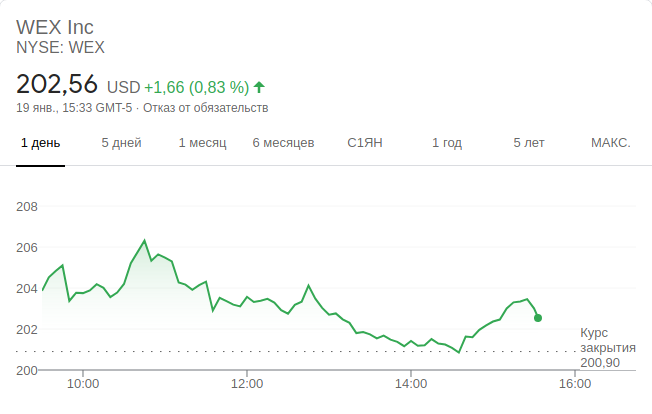 WEX Inc
NYSE: WEX
202,56 USD +1,66 (0,83 %)
19 янв., 15:33 GMT-5 · Отказ от обязательств
1 день 5 дней 1 месяц 6 месяцев С1ЯН 1 год 5 лет МАКС.
208
206
204
202
200
Курс
закрытия
200,90
10:00 12:00 14:00 16:00